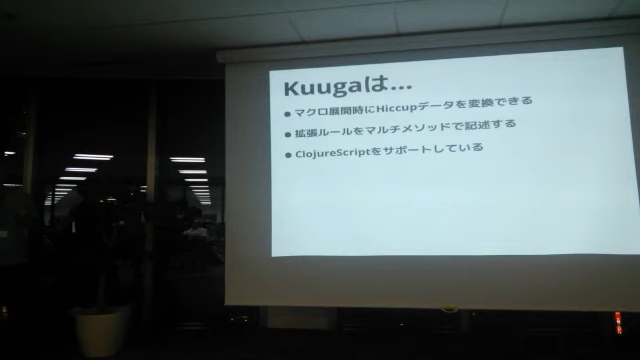 Kuugaは...
● マクロ展開時にHiccupデータを変換できる
● 拡張ルールをマルチメソッドで記述する
● ClojureScriptをサポートしている